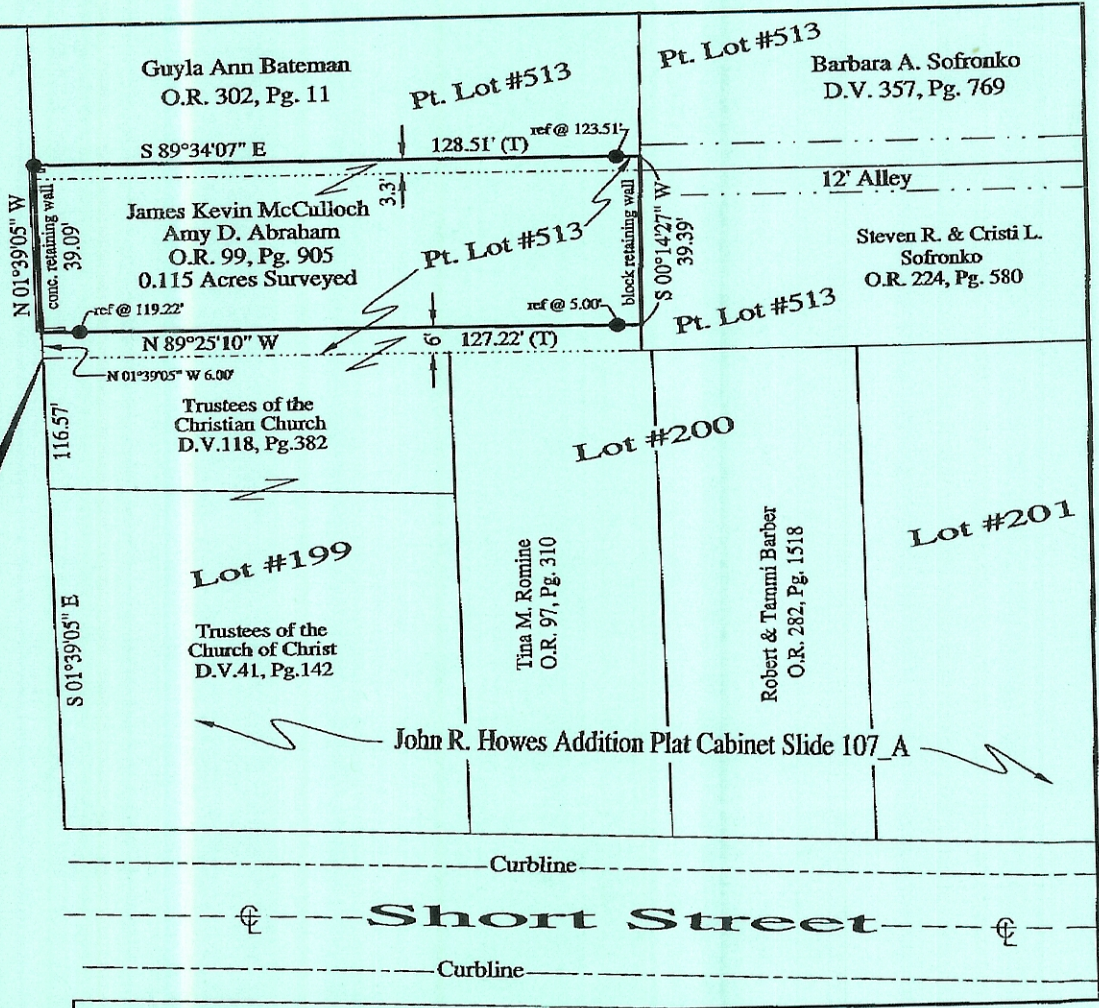 Guyla Ann Bateman
O.R. 302, Pg. 11
Pt. Lot #513
Pt. Lot #513
Barbara A. Sofronko
D.V. 357, Pg. 769
S 89°34'07" E
128.51' (T)
ref @ 123.51'
3.3'
12' Alley
N 01°39'05" W
conc. retaining wall
39.09'
James Kevin McCulloch
Amy D. Abraham
O.R. 99, Pg. 905
0.115 Acres Surveyed
Pt. Lot #513
block retaining wall
S 00°14'27" W
39.39'
Steven R. & Cristi L.
Sofronko
O.R. 224, Pg. 580
ref @ 119.22'
ref @ 5.00'
Pt. Lot #513
N 89°25'10" W
6'
127.22' (T)
N 01°39'05" W 6.00'
116.57'
Trustees of the
Christian Church
D.V.118, Pg.382
Lot #200
Lot #201
Lot #199
Tina M. Romine
O.R. 97, Pg. 310
Robert & Tammi Barber
O.R. 282, Pg. 1518
S 01°39'05" E
Trustees of the
Church of Christ
D.V.41, Pg.142
John R. Howes Addition Plat Cabinet Slide 107_A
Curbline
℄ Short Street ℄
Curbline